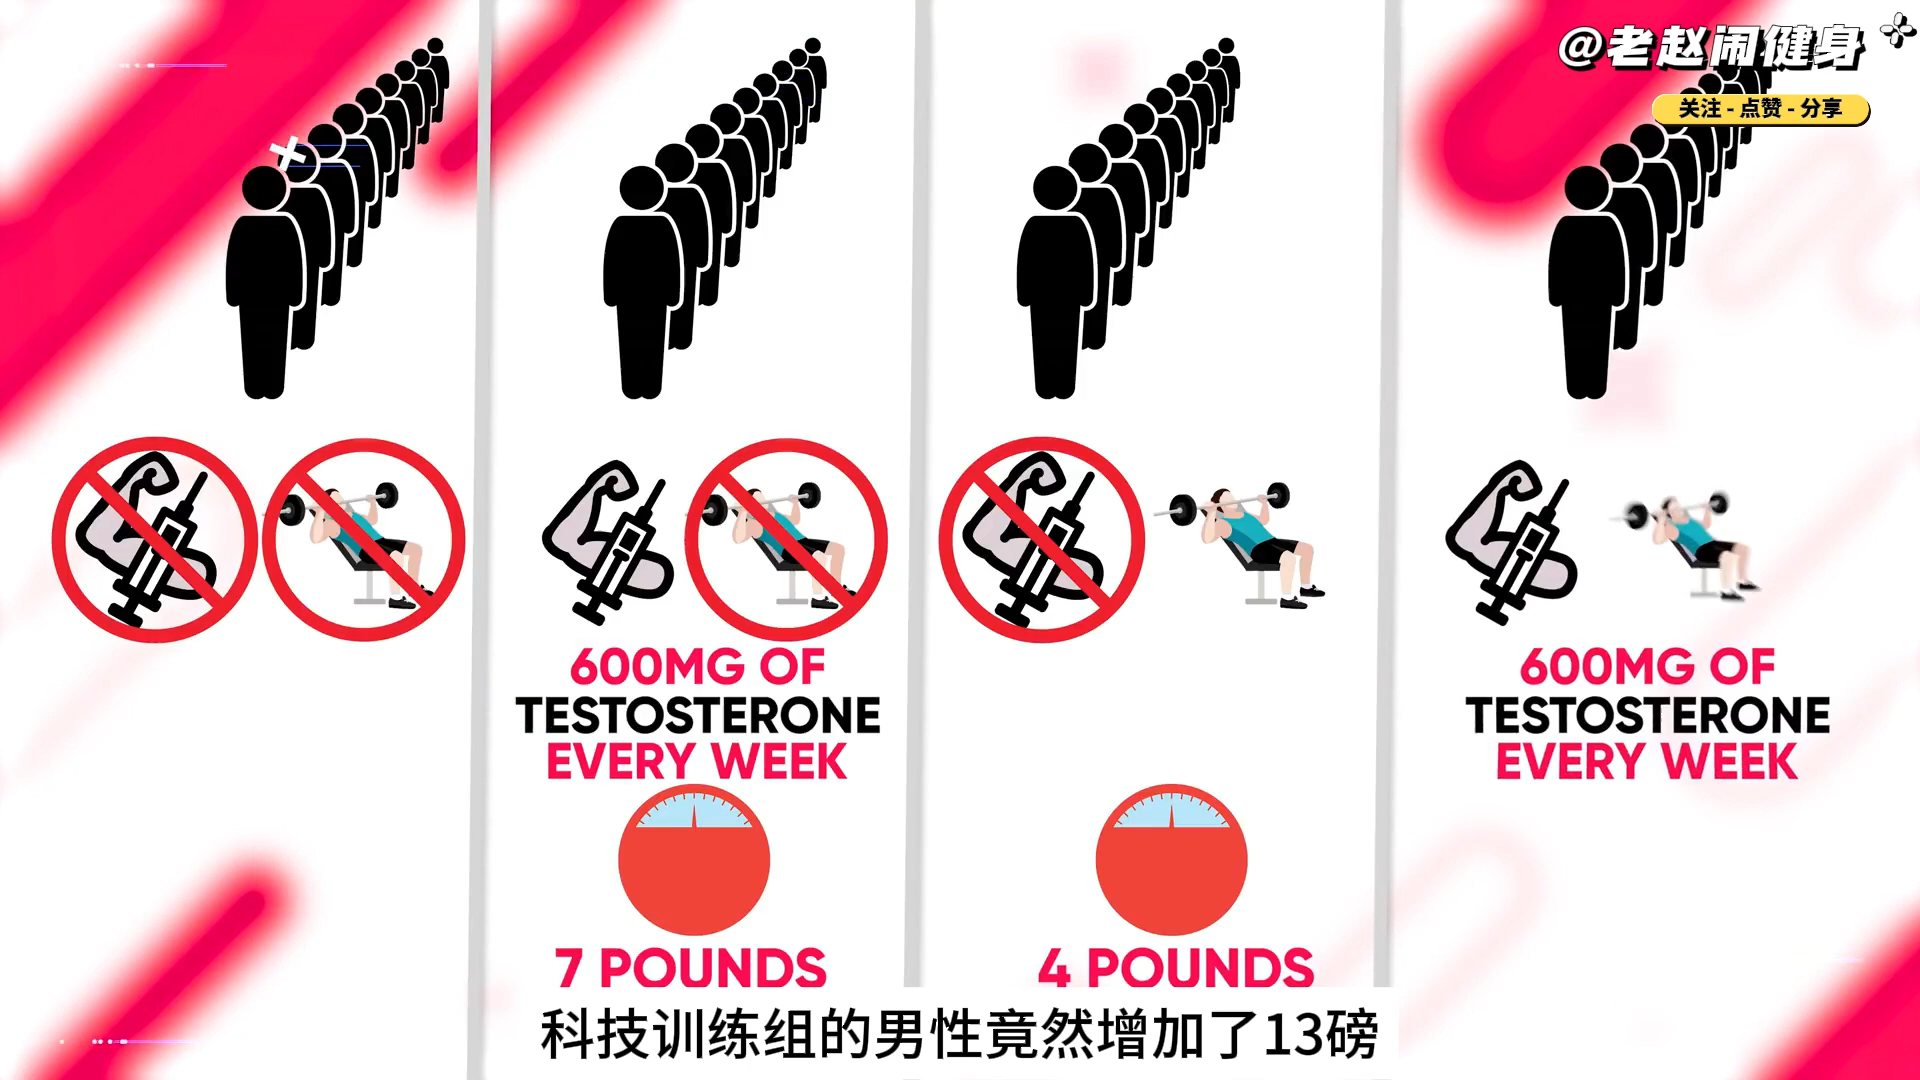 @老赵闹健身
关注-点赞-分享
600MG OF
TESTOSTERONE
EVERY WEEK
7 POUNDS
4 POUNDS
600MG OF
TESTOSTERONE
EVERY WEEK
科技训练组的男性竟然增加了13磅